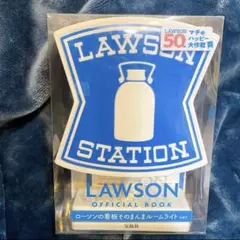 LAWSON
50th
マチの
ハッピー
大作戦
LAWSON
STATION
LAWSON
OFFICIAL BOOK
ローソンの看板そのまんまルームライト
宝島社